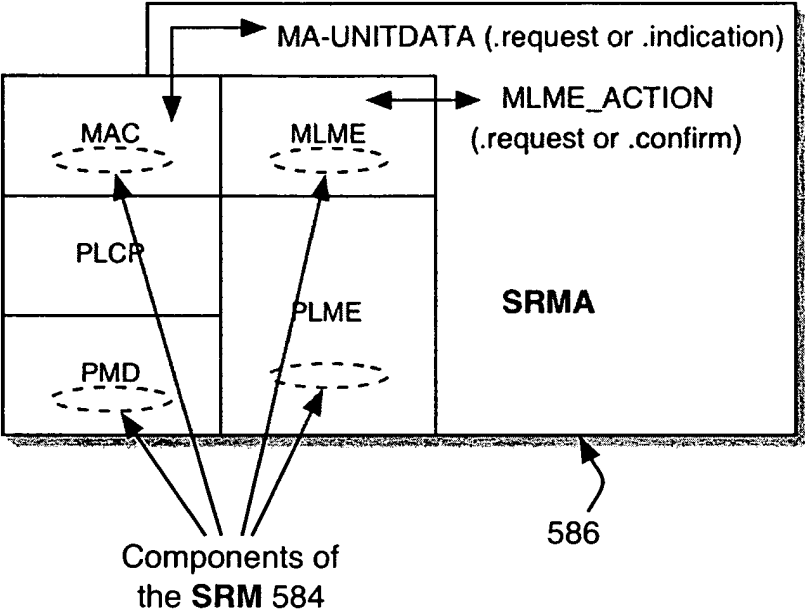 MA-UNITDATA (.request or .indication)
MLME_ACTION
(.request or .confirm)
MAC
MLME
PLCP
PLME
SRMA
PMD
586
Components of
the SRM 584